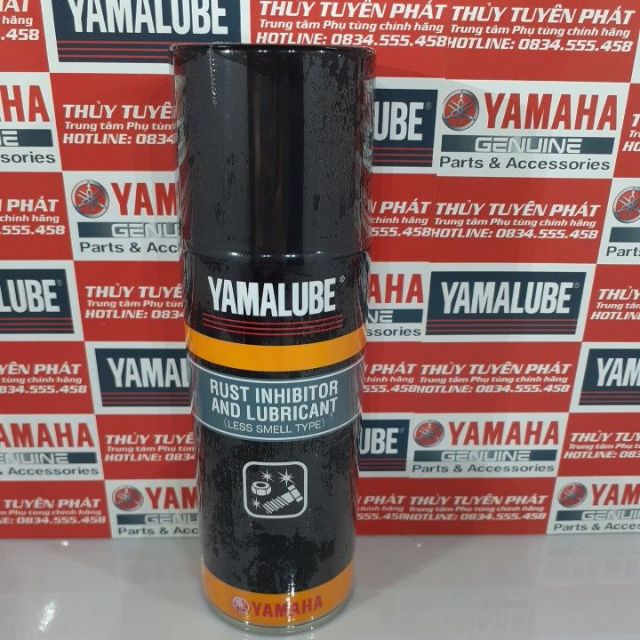 YAMALUBE®
RUST INHIBITOR
AND LUBRICANT
(LESS SMELL TYPE)
YAMAHA
YAMALUBE
THỦY TUYÊN PHÁT
Trung tâm Phụ tùng chính hãng
HOTLINE: 0834.555.458
YAMAHA
GENUINE
Parts & Accessories